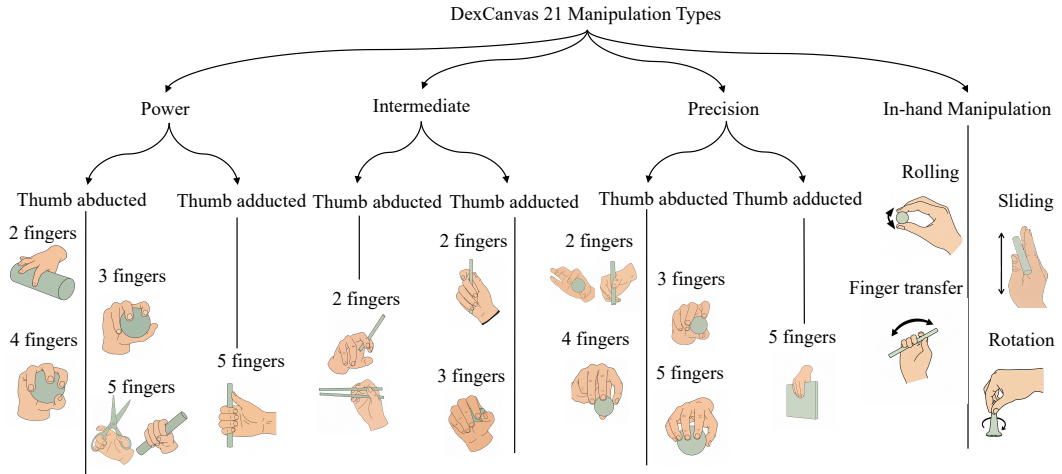 DexCanvas 21 Manipulation Types
Power
Intermediate
Precision
In-hand Manipulation
Thumb abducted
Thumb adducted
Thumb abducted
Thumb adducted
Thumb abducted
Thumb adducted
2 fingers
3 fingers
4 fingers
5 fingers
5 fingers
2 fingers
2 fingers
3 fingers
2 fingers
3 fingers
4 fingers
5 fingers
5 fingers
Rolling
Sliding
Finger transfer
Rotation